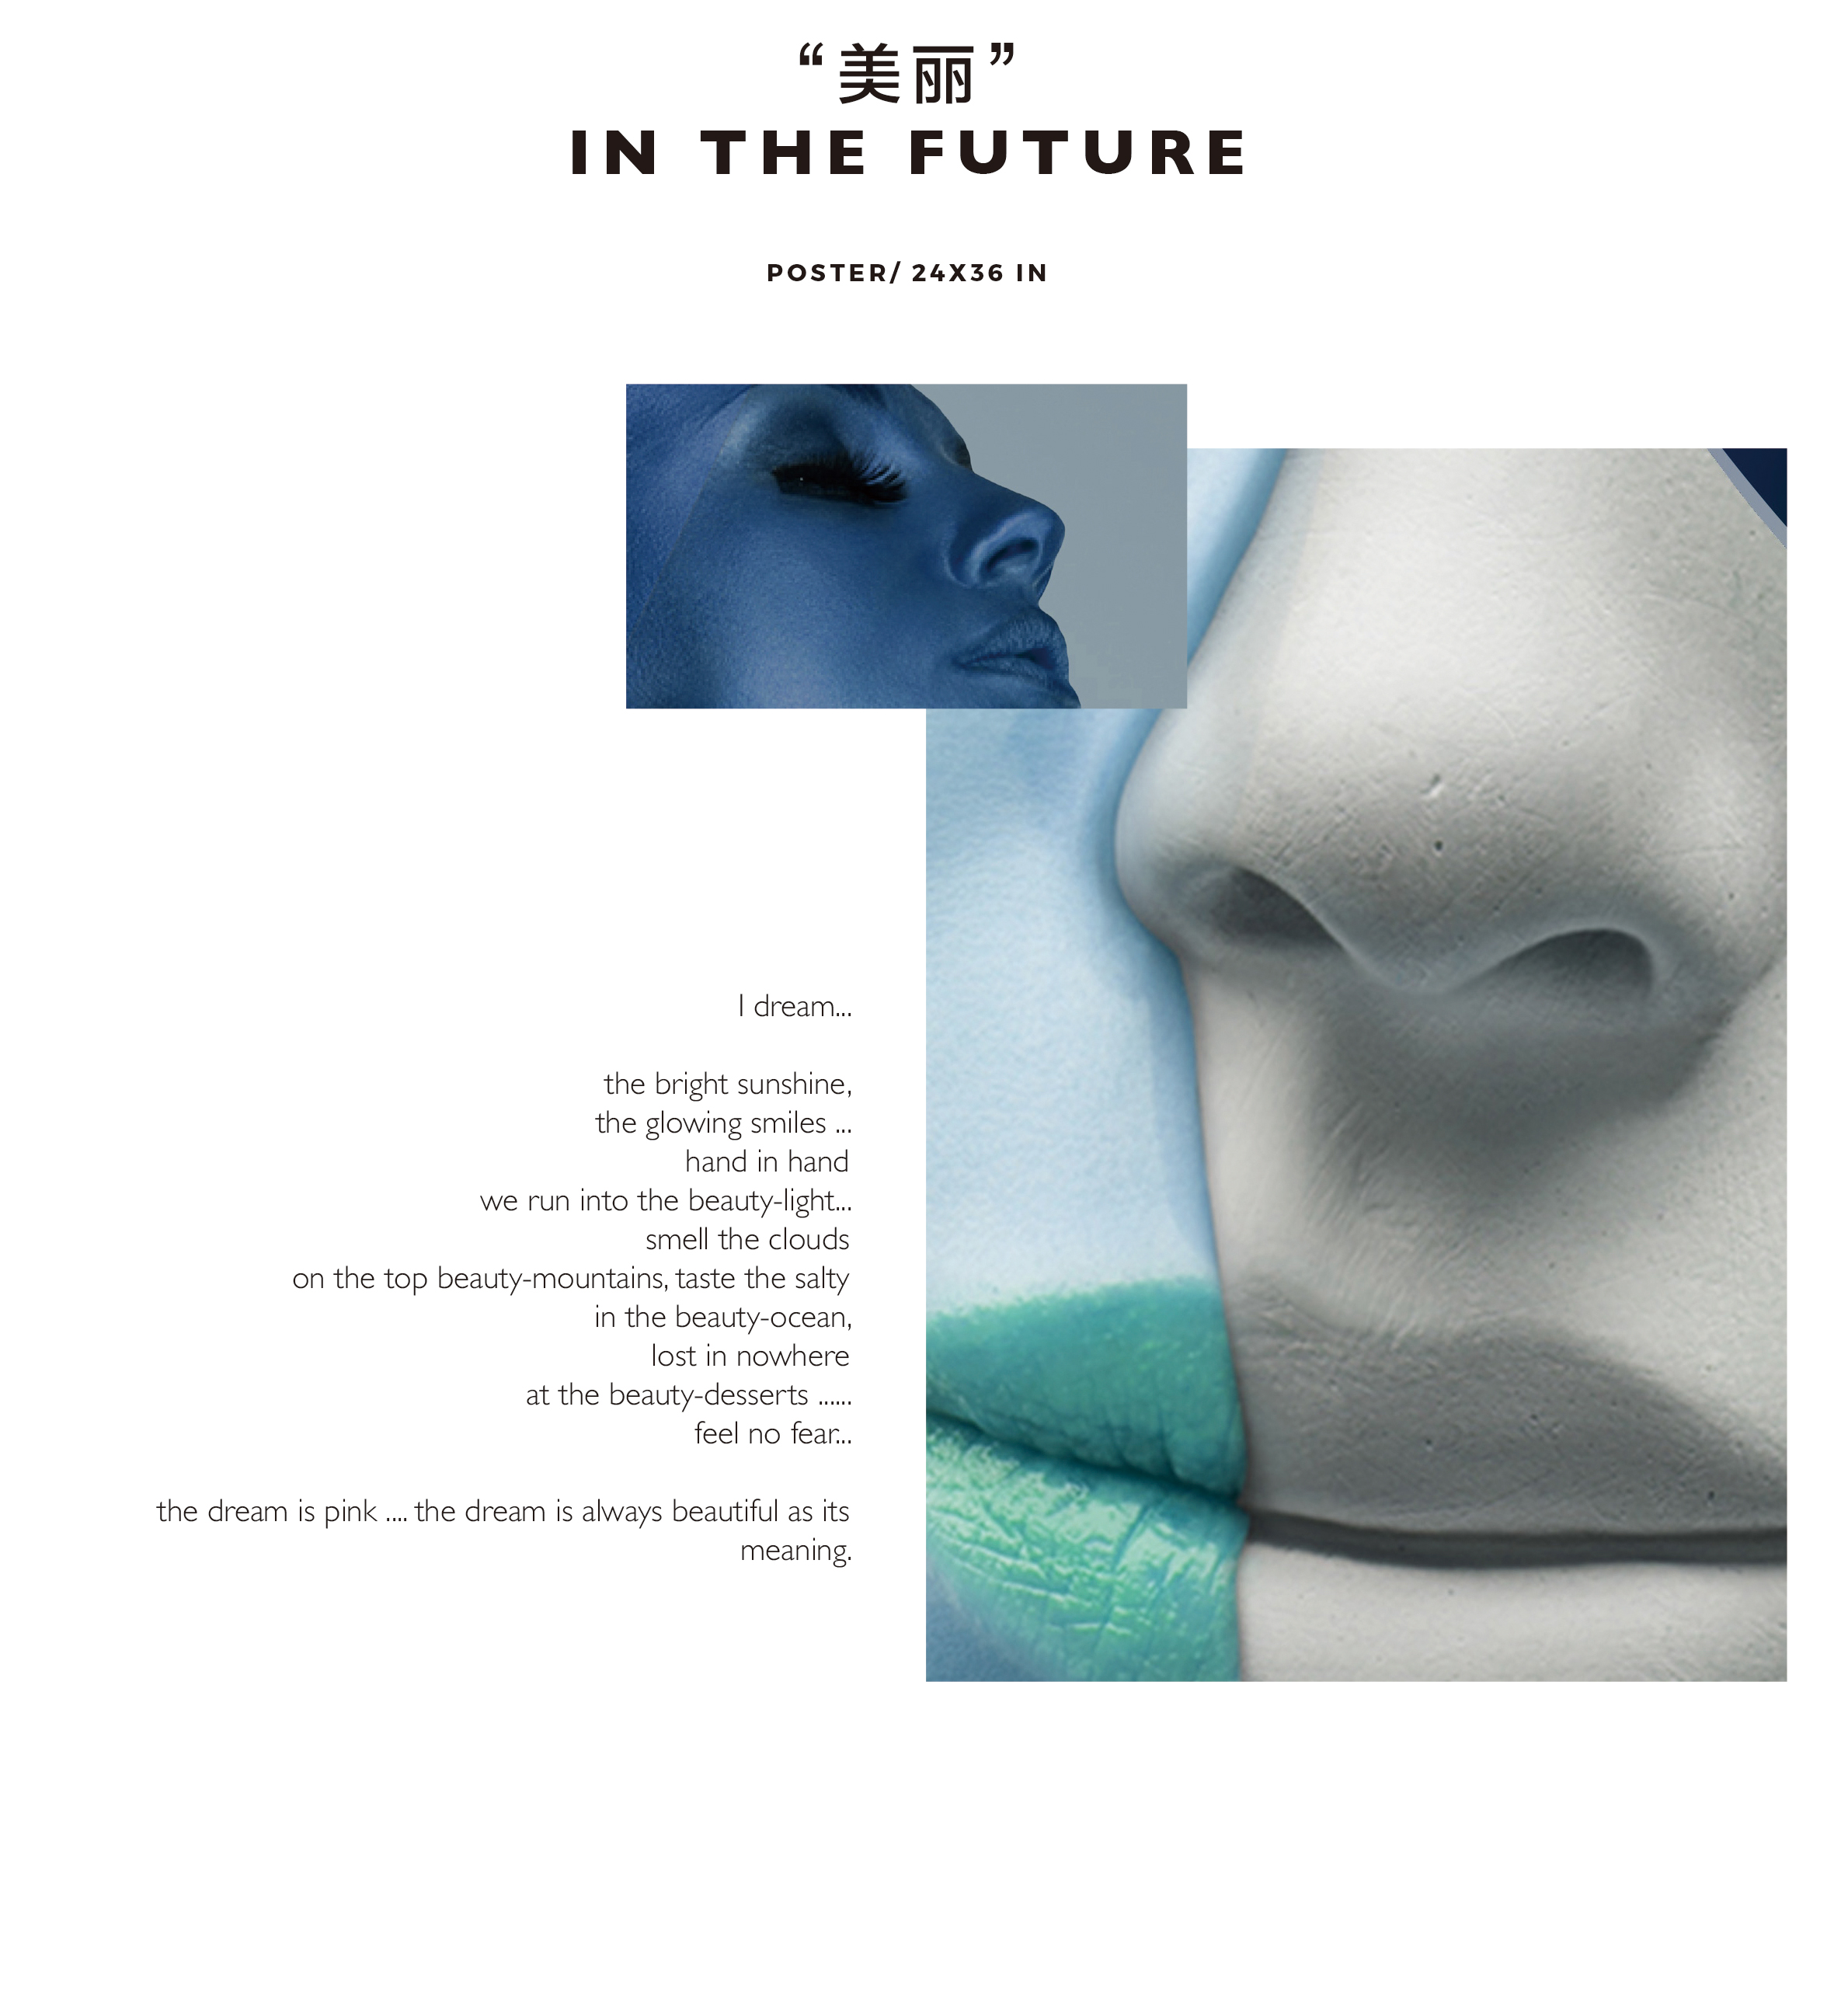 “美丽”
IN THE FUTURE
POSTER/ 24X36 IN
I dream...
the bright sunshine,
the glowing smiles ...
hand in hand
we run into the beauty-light...
smell the clouds
on the top beauty-mountains, taste the salty
in the beauty-ocean,
lost in nowhere
at the beauty-desserts ......
feel no fear...
the dream is pink .... the dream is always beautiful as its
meaning.